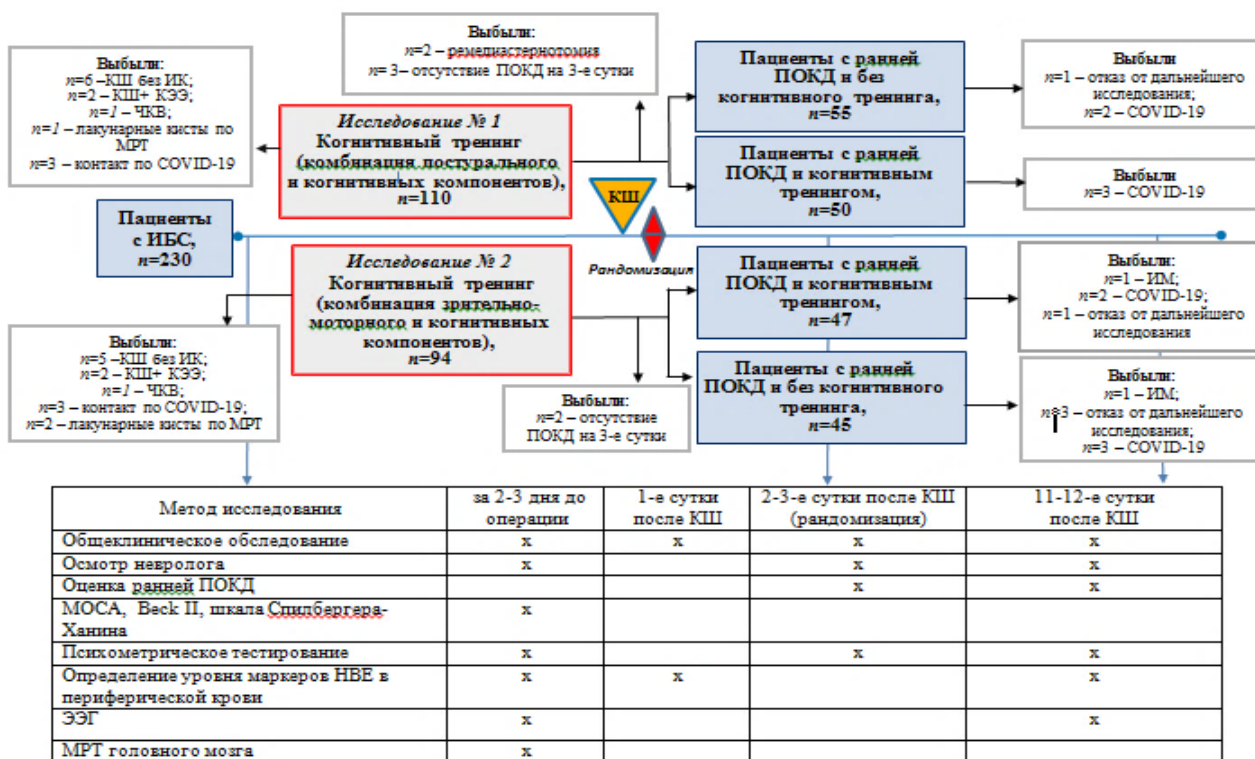 Выбыли:
n=2 – ремедиастернотомия
n= 3– отсутствие ПОКД на 3-е сутки
Выбыли:
n=6 –КШ без ИК;
n=2 – КШ+ КЭЭ;
n=1 – ЧКВ;
n=1 – лакунарные кисты по
МРТ
n=3 – контакт по COVID-19
Исследование № 1
Когнитивный тренинг
(комбинация постурального
и когнитивных компонентов),
n=110
Пациенты с ранней
ПОКД и без
когнитивного тренинга,
n=55
Выбыли
n=1 – отказ от дальнейшего
исследования;
n=2 – COVID-19
Пациенты с ранней
ПОКД и когнитивным
тренингом,
n=50
Выбыли
n=3 – COVID-19
КШ
Пациенты
с ИБС,
n=230
Рандомизация
Исследование № 2
Когнитивный тренинг
(комбинация зрительно-
моторного и когнитивных
компонентов),
n=94
Пациенты с ранней
ПОКД и когнитивным
тренингом,
n=47
Выбыли:
n=1 – ИМ;
n=2 – COVID-19;
n=1 – отказ от дальнейшего
исследования
Выбыли:
n=5 –КШ без ИК;
n=2 – КШ+ КЭЭ;
n=1 – ЧКВ;
n=3 – контакт по COVID-19;
n=2 – лакунарные кисты по МРТ
Выбыли:
n=2 – отсутствие
ПОКД на 3-е сутки
Пациенты с ранней
ПОКД и без когнитивного
тренинга,
n=45
Выбыли:
n=1 – ИМ;
n=3 – отказ от дальнейшего
исследования;
n=3 – COVID-19
Метод исследования за 2-3 дня до операции 1-е сутки после КШ 2-3-е сутки после КШ (рандомизация) 11-12-е сутки после КШ
Общеклиническое обследование x x x x
Осмотр невролога x x x
Оценка ранней ПОКД x x
МОСА, Beck II, шкала Спилбергера-
Ханина x
Психометрическое тестирование x x x
Определение уровня маркеров НВЕ в
периферической крови x x x
ЭЭГ x x
МРТ головного мозга x